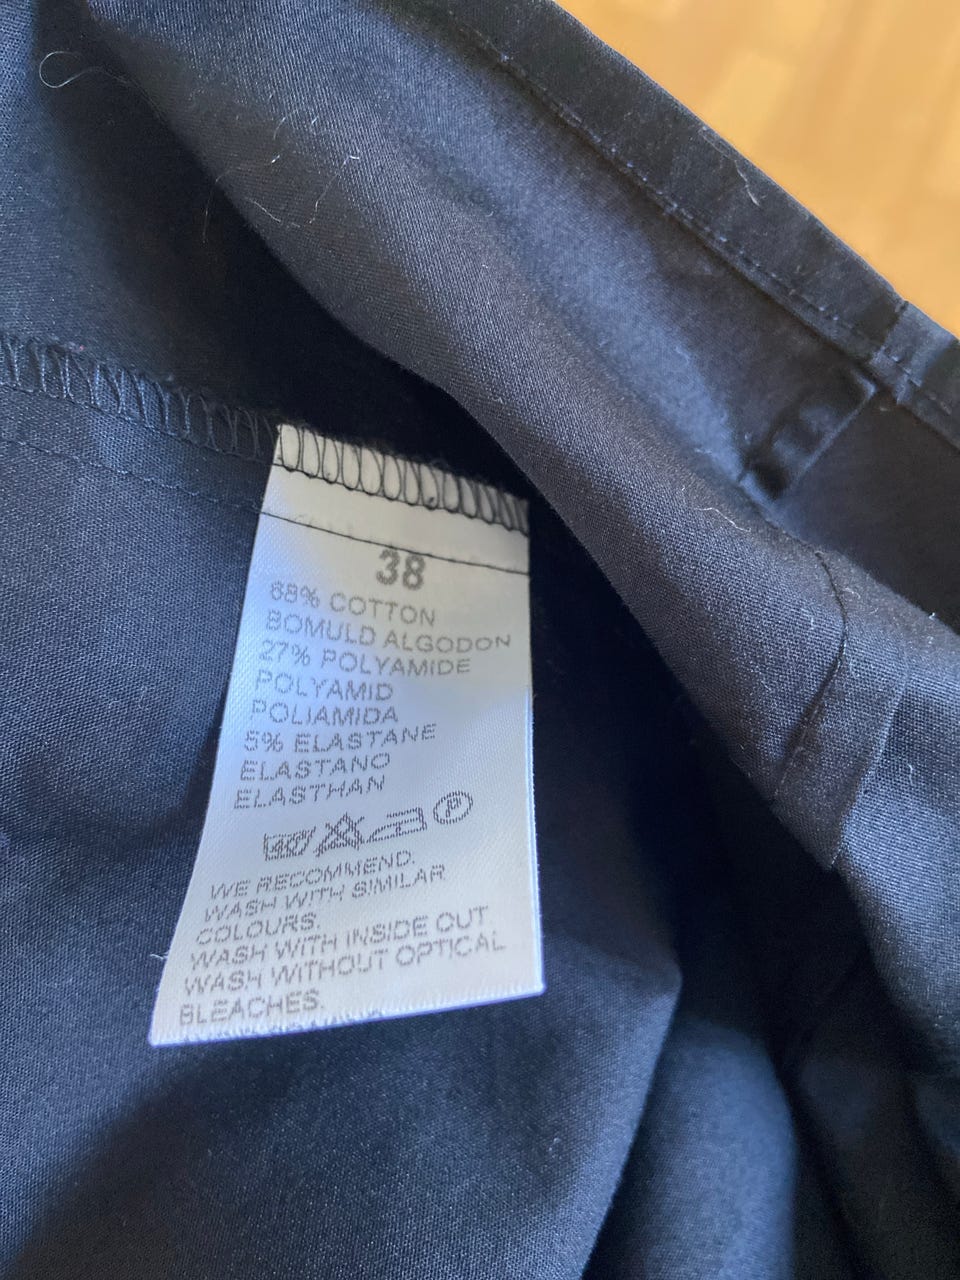 38
68% COTTON
BOMULD ALGODON
27% POLYAMIDE
POLYAMID
POLIAMIDA
5% ELASTANE
ELASTANO
ELASTHAN
WE RECOMMEND.
WASH WITH SIMILAR
COLOURS.
WASH WITH INSIDE OUT
WASH WITHOUT OPTICAL
BLEACHES.